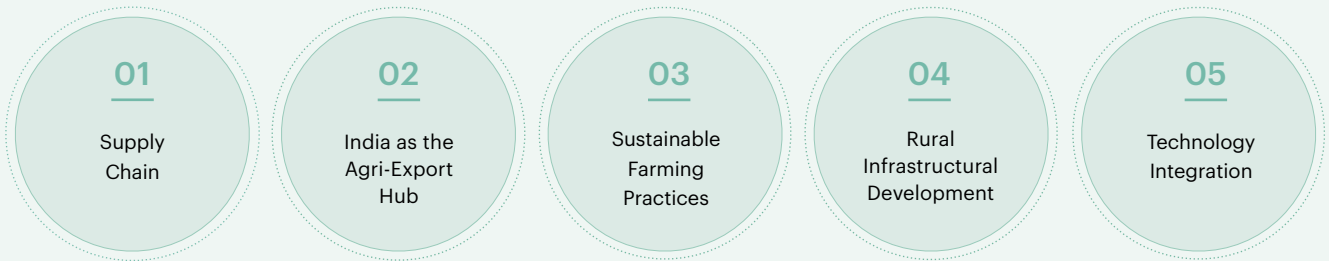 01
Supply
Chain
02
India as the
Agri-Export
Hub
03
Sustainable
Farming
Practices
04
Rural
Infrastructural
Development
05
Technology
Integration